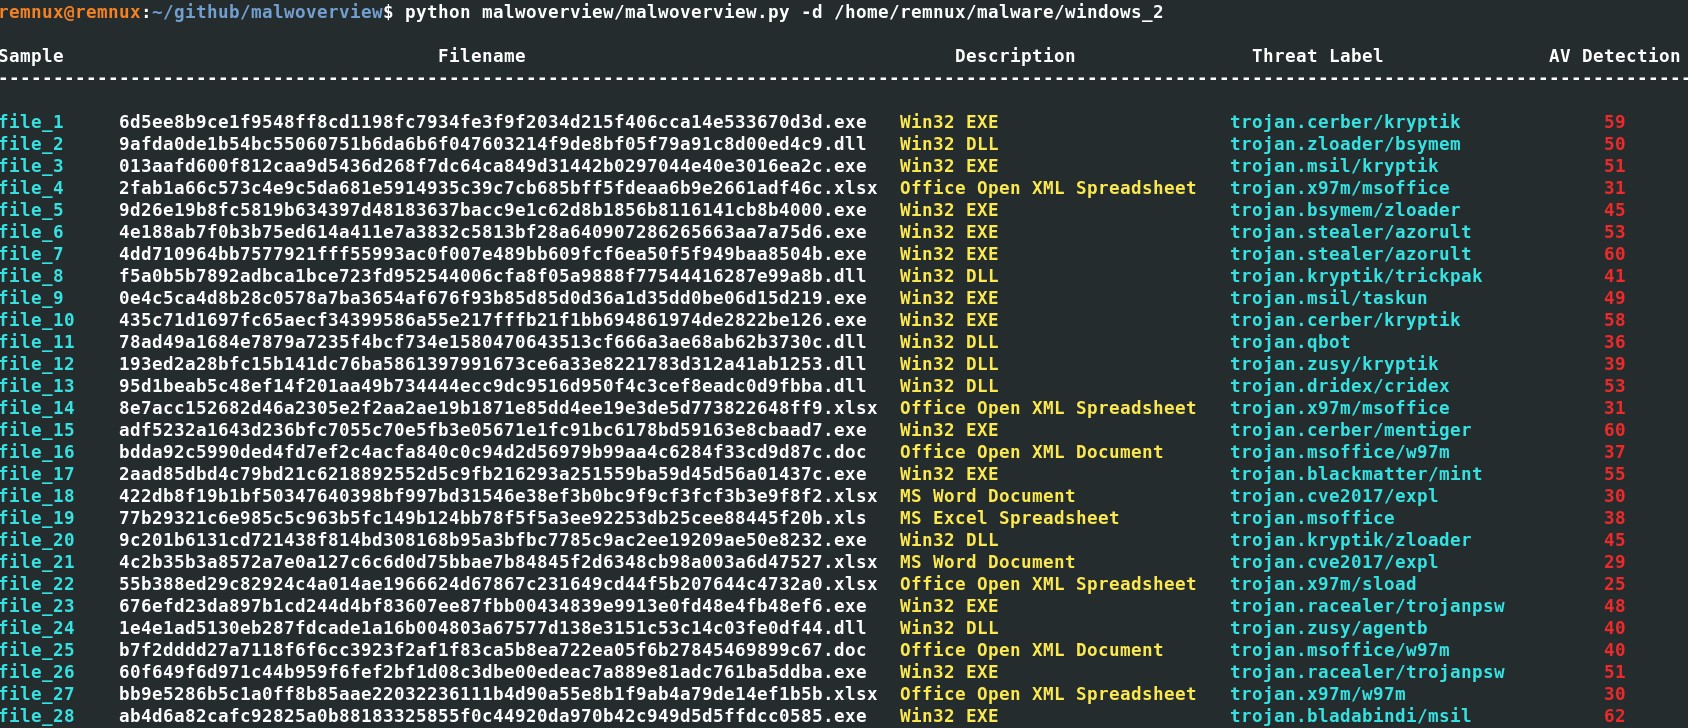 remnux@remnux:~/github/malwoverview$ python malwoverview/malwoverview.py -d /home/remnux/malware/windows_2
Sample Filename Description Threat Label AV Detection
--------------------------------------------------------------------------------------------------------------------------------------------------------
file_1 6d5ee8b9ce1f9548ff8cd1198fc7934fe3f9f2034d215f406cca14e533670d3d.exe Win32 EXE trojan.cerber/kryptik 59
file_2 9afda0de1b54bc55060751b6da6b6f047603214f9de8bf05f79a91c8d00ed4c9.dll Win32 DLL trojan.zloader/bsymem 50
file_3 013aafd600f812caa9d5436d268f7dc64ca849d31442b0297044e40e3016ea2c.exe Win32 EXE trojan.msil/kryptik 51
file_4 2fab1a66c573c4e9c5da681e5914935c39c7cb685bff5fdeaa6b9e2661adf46c.xlsx Office Open XML Spreadsheet trojan.x97m/msoffice 31
file_5 9d26e19b8fc5819b634397d48183637bacc9e1c62d8b1856b8116141cb8b4000.exe Win32 EXE trojan.bsymem/zloader 45
file_6 4e188ab7f0b3b75ed614a411e7a3832c5813bf28a640907286265663aa7a75d6.exe Win32 EXE trojan.stealer/azorult 53
file_7 4dd710964bb7577921fff55993ac0f007e489bb609fcf6ea50f5f949baa8504b.exe Win32 EXE trojan.stealer/azorult 60
file_8 f5a0b5b7892adbca1bce723fd952544006cfa8f05a9888f77544416287e99a8b.dll Win32 DLL trojan.kryptik/trickpak 41
file_9 0e4c5ca4d8b28c0578a7ba3654af676f93b85d85d0d36a1d35dd0be06d15d219.exe Win32 EXE trojan.msil/taskun 49
file_10 435c71d1697fc65aecf34399586a55e217fffb21f1bb694861974de2822be126.exe Win32 EXE trojan.cerber/kryptik 58
file_11 78ad49a1684e7879a7235f4bcf734e1580470643513cf666a3ae68ab62b3730c.dll Win32 DLL trojan.qbot 36
file_12 193ed2a28bfc15b141dc76ba5861397991673ce6a33e8221783d312a41ab1253.dll Win32 DLL trojan.zusy/kryptik 39
file_13 95d1beab5c48ef14f201aa49b734444ecc9dc9516d950f4c3cef8eadc0d9fbba.dll Win32 DLL trojan.dridex/cridex 53
file_14 8e7acc152682d46a2305e2f2aa2ae19b1871e85dd4ee19e3de5d773822648ff9.xlsx Office Open XML Spreadsheet trojan.x97m/msoffice 31
file_15 adf5232a1643d236bfc7055c70e5fb3e05671e1fc91bc6178bd59163e8cbaad7.exe Win32 EXE trojan.cerber/mentiger 60
file_16 bdda92c5990ded4fd7ef2c4acfa840c0c94d2d56979b99aa4c6284f33cd9d87c.doc Office Open XML Document trojan.msoffice/w97m 37
file_17 2aad85dbd4c79bd21c6218892552d5c9fb216293a251559ba59d45d56a01437c.exe Win32 EXE trojan.blackmatter/mint 55
file_18 422db8f19b1bf50347640398bf997bd31546e38ef3b0bc9f9cf3fcf3b3e9f8f2.xlsx MS Word Document trojan.cve2017/expl 30
file_19 77b29321c6e985c5c963b5fc149b124bb78f5f5a3ee92253db25cee88445f20b.xls MS Excel Spreadsheet trojan.msoffice 38
file_20 9c201b6131cd721438f814bd308168b95a3bfbc7785c9ac2ee19209ae50e8232.exe Win32 DLL trojan.kryptik/zloader 45
file_21 4c2b35b3a8572a7e0a127c6c6d0d75bbae7b84845f2d6348cb98a003a6d47527.xlsx MS Word Document trojan.cve2017/expl 29
file_22 55b388ed29c82924c4a014ae1966624d67867c231649cd44f5b207644c4732a0.xlsx Office Open XML Spreadsheet trojan.x97m/sload 25
file_23 676efd23da897b1cd244d4bf83607ee87fbb00434839e9913e0fd48e4fb48ef6.exe Win32 EXE trojan.racealer/trojanpsw 48
file_24 1e4e1ad5130eb287fdcade1a16b004803a67577d138e3151c53c14c03fe0df44.dll Win32 DLL trojan.zusy/agentb 40
file_25 b7f2dddd27a7118f6f6cc3923f2af1f83ca5b8ea722ea05f6b27845469899c67.doc Office Open XML Document trojan.msoffice/w97m 40
file_26 60f649f6d971c44b959f6fef2bf1d08c3dbe00edeac7a889e81adc761ba5ddba.exe Win32 EXE trojan.racealer/trojanpsw 51
file_27 bb9e5286b5c1a0ff8b85aae22032236111b4d90a55e8b1f9ab4a79de14ef1b5b.xlsx Office Open XML Spreadsheet trojan.x97m/w97m 30
file_28 ab4d6a82cafc92825a0b88183325855f0c44920da970b42c949d5d5ffdcc0585.exe Win32 EXE trojan.bladabindi/msil 62